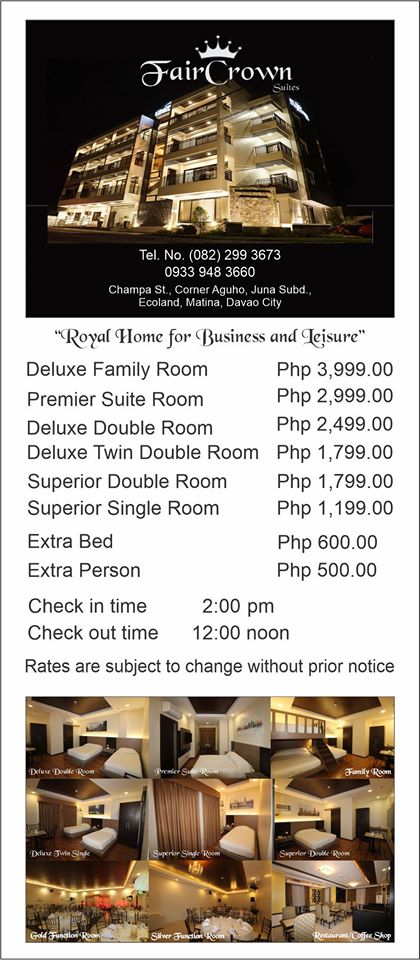 FairCrown
Suites
Tel. No. (082) 299 3673
0933 948 3660
Champa St., Corner Aguho, Juna Subd.,
Ecoland, Matina, Davao City
“Royal Home for Business and Leisure”
Deluxe Family Room Php 3,999.00
Premier Suite Room Php 2,999.00
Deluxe Double Room Php 2,499.00
Deluxe Twin Double Room Php 1,799.00
Superior Double Room Php 1,799.00
Superior Single Room Php 1,199.00
Extra Bed Php 600.00
Extra Person Php 500.00
Check in time 2:00 pm
Check out time 12:00 noon
Rates are subject to change without prior notice
Deluxe Double Room Premier Suite Room Family Room
Deluxe Twin Single Superior Single Room Superior Double Room
Gold Function Room Silver Function Room Restaurant/Coffee Shop